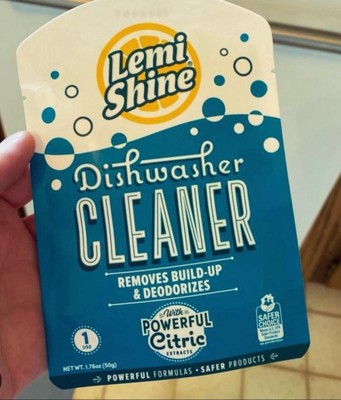 Lemi
Shine®
Dishwasher
CLEANER
REMOVES BUILD-UP
& DEODORIZES
With
POWERFUL
Citric
EXTRACTS
1
USE
SAFER
CHOICE
NET WT. 1.76oz (50g)
POWERFUL FORMULAS • SAFER PRODUCTS